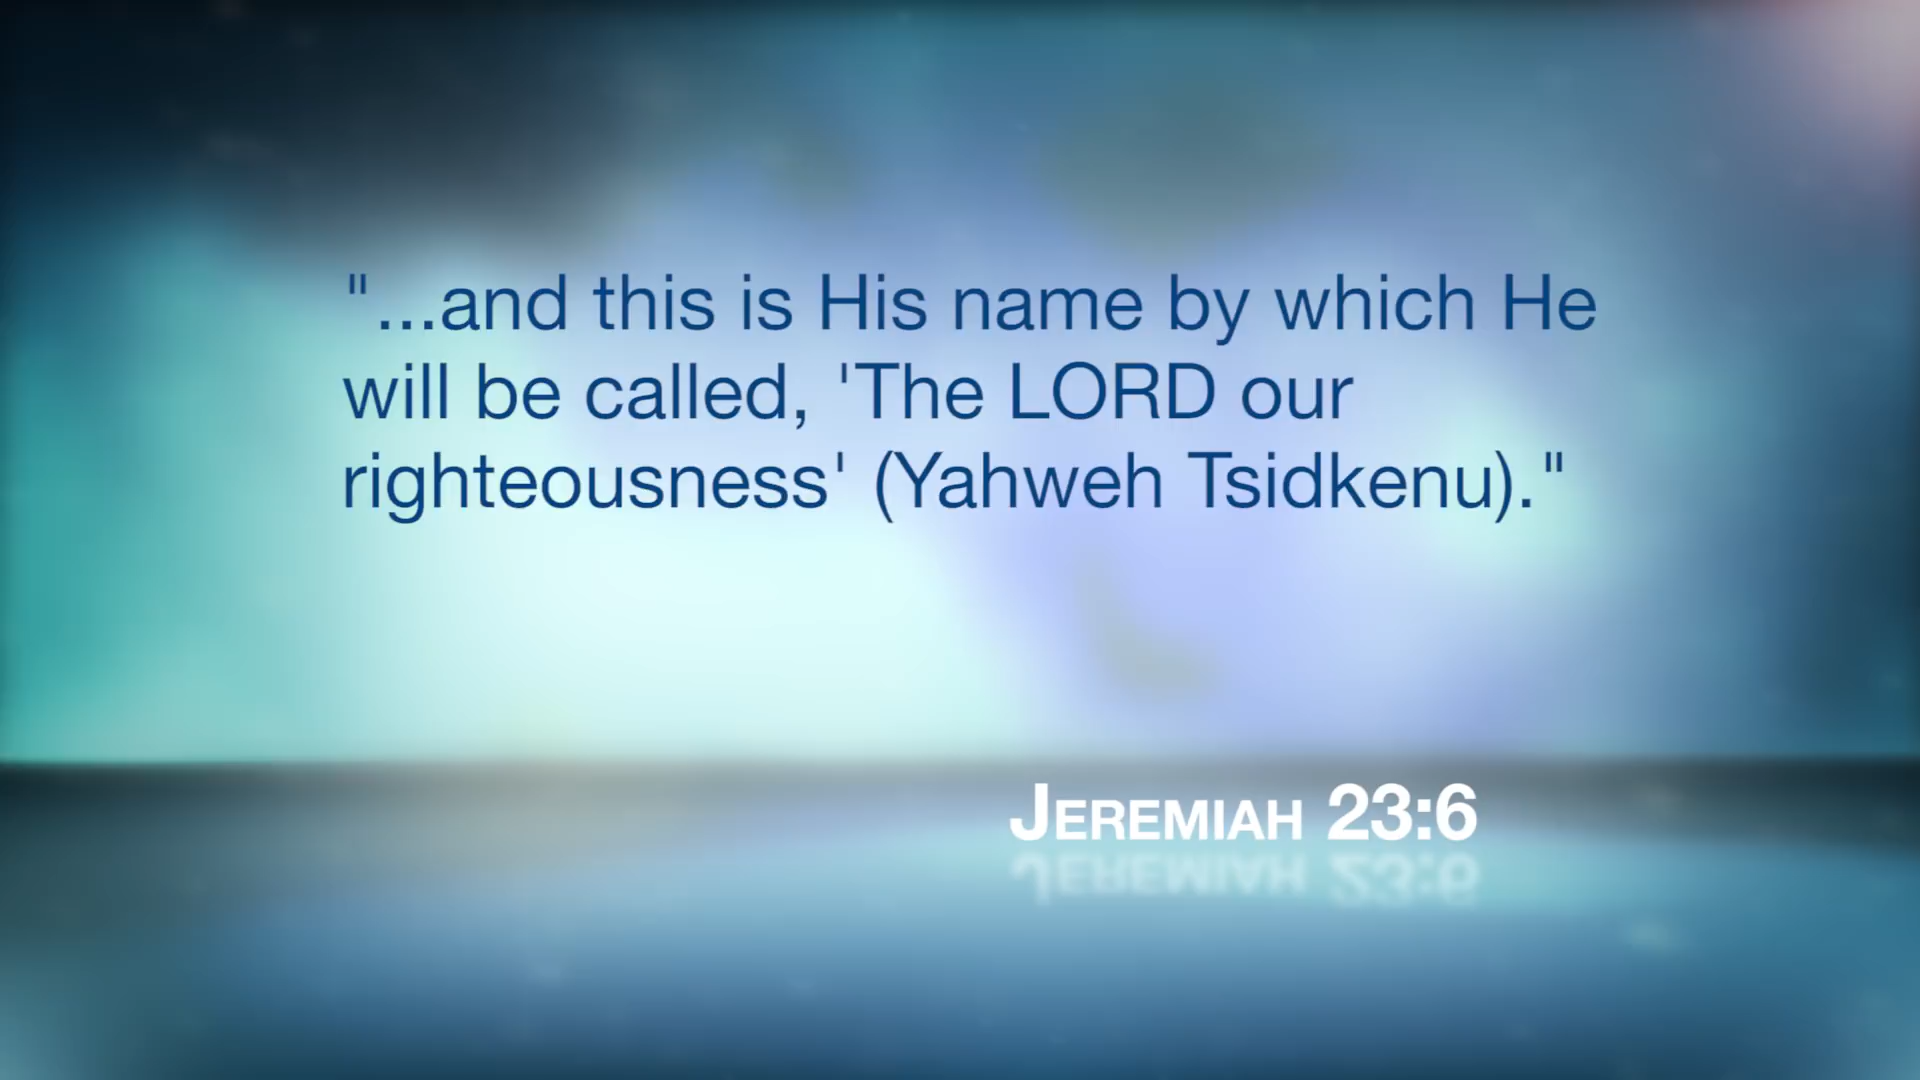 "...and this is His name by which He
will be called, 'The LORD our
righteousness' (Yahweh Tsidkenu)."
JEREMIAH 23:6